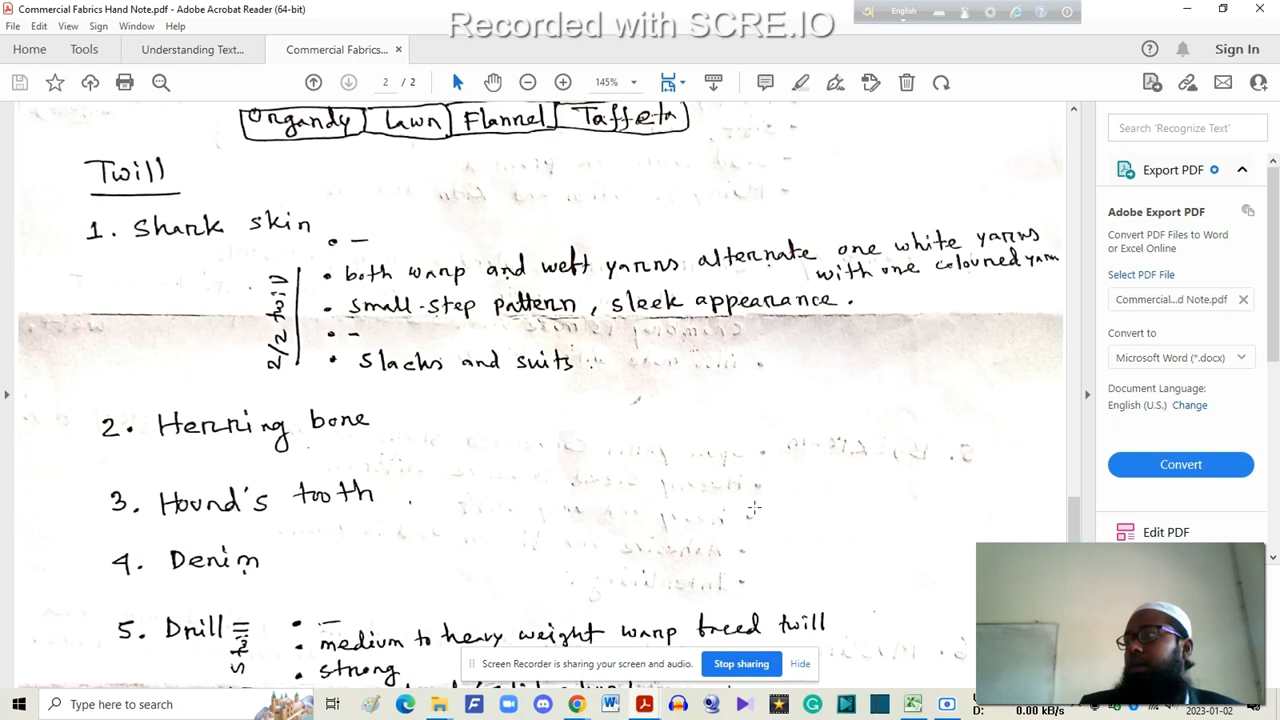 Commercial Fabrics Hand Note.pdf - Adobe Acrobat Reader (64-bit)
Recorded with SCRE.IO
English
File Edit View Sign Window Help
Home Tools Understanding Text... Commercial Fabrics... × Sign In
2 / 2 145%
Organdy Lawn Flannel Taffeta
Twill
1. Shark skin
• —
2/2 twill
• both warp and weft yarns alternate one white yarns
with one coloured yarn
• small-step pattern, sleek appearance.
• -
• Slacks and suits.
2. Herring bone
3. Hound's tooth
4. Denim
5. Drill
• —
• medium to heavy weight warp faced twill
• strong
Search 'Recognize Text'
Export PDF
Adobe Export PDF
Convert PDF Files to Word
or Excel Online
Select PDF File
Commercial...d Note.pdf
Convert to
Microsoft Word (*.docx)
Document Language:
English (U.S.) Change
Convert
Edit PDF
Screen Recorder is sharing your screen and audio. Stop sharing Hide
Type here to search
D: 0.00 kB/s
2023-01-02